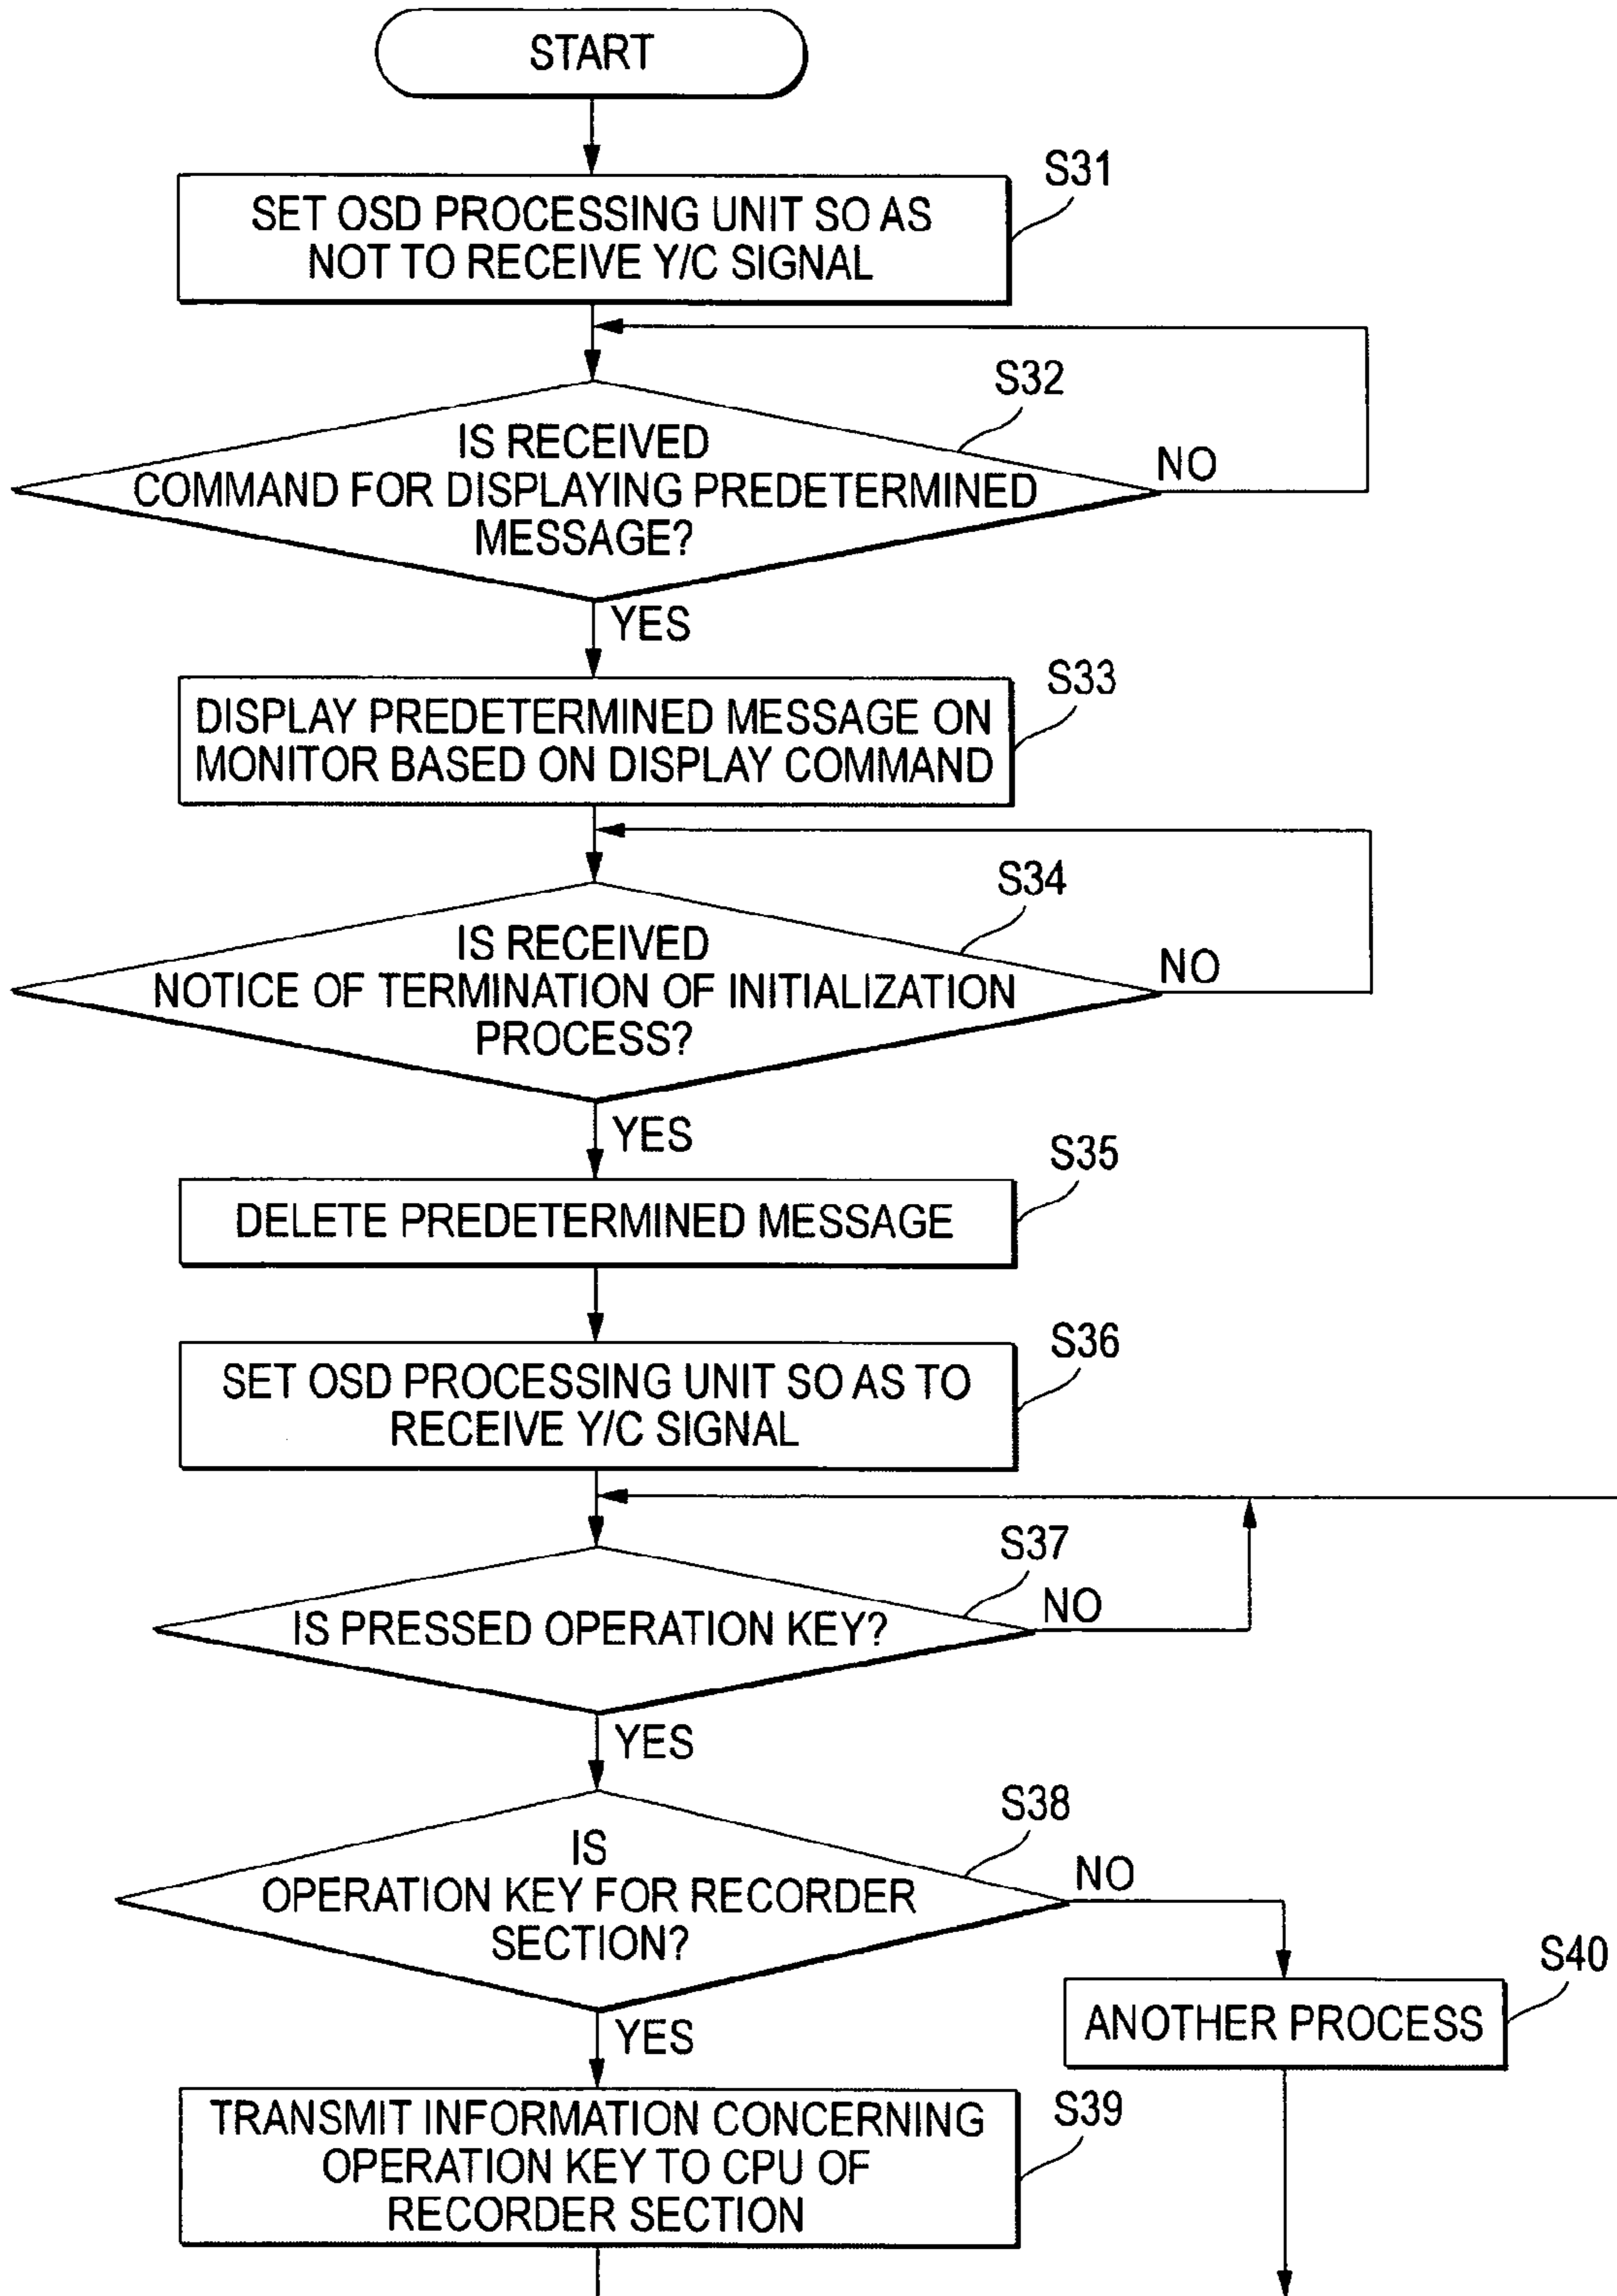 START
S31
SET OSD PROCESSING UNIT SO AS
NOT TO RECEIVE Y/C SIGNAL
S32
IS RECEIVED
COMMAND FOR DISPLAYING PREDETERMINED
MESSAGE?
NO
YES
S33
DISPLAY PREDETERMINED MESSAGE ON
MONITOR BASED ON DISPLAY COMMAND
S34
IS RECEIVED
NOTICE OF TERMINATION OF INITIALIZATION
PROCESS?
NO
YES
S35
DELETE PREDETERMINED MESSAGE
S36
SET OSD PROCESSING UNIT SO AS TO
RECEIVE Y/C SIGNAL
S37
IS PRESSED OPERATION KEY?
NO
YES
S38
IS
OPERATION KEY FOR RECORDER
SECTION?
NO
YES
S40
ANOTHER PROCESS
S39
TRANSMIT INFORMATION CONCERNING
OPERATION KEY TO CPU OF
RECORDER SECTION